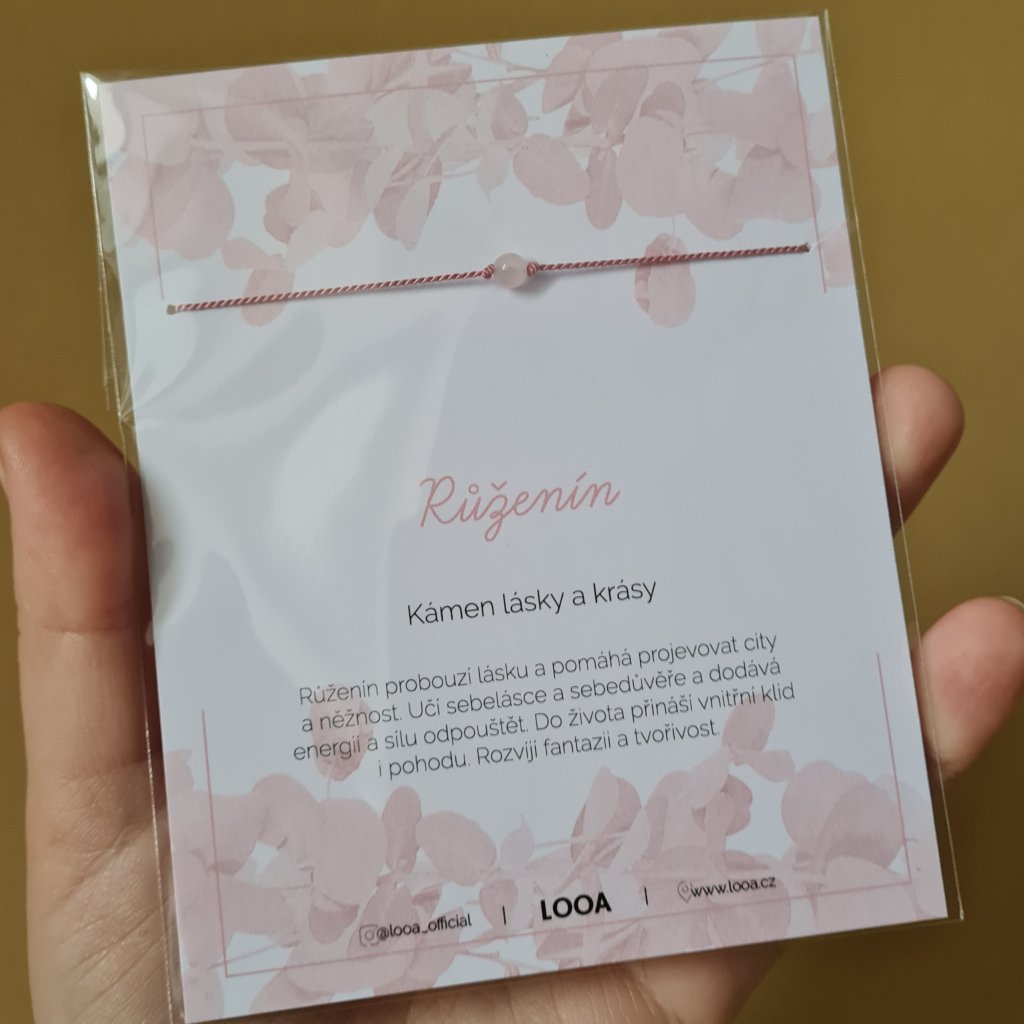 Růženín
Kámen lásky a krásy
Růženín probouzí lásku a pomáhá projevovat city
a něžnost. Učí sebelásce a sebedůvěře a dodává
energii a sílu odpouštět. Do života přináší vnitřní klid
i pohodu. Rozvíjí fantazii a tvořivost.
@looa_official | LOOA | www.looa.cz